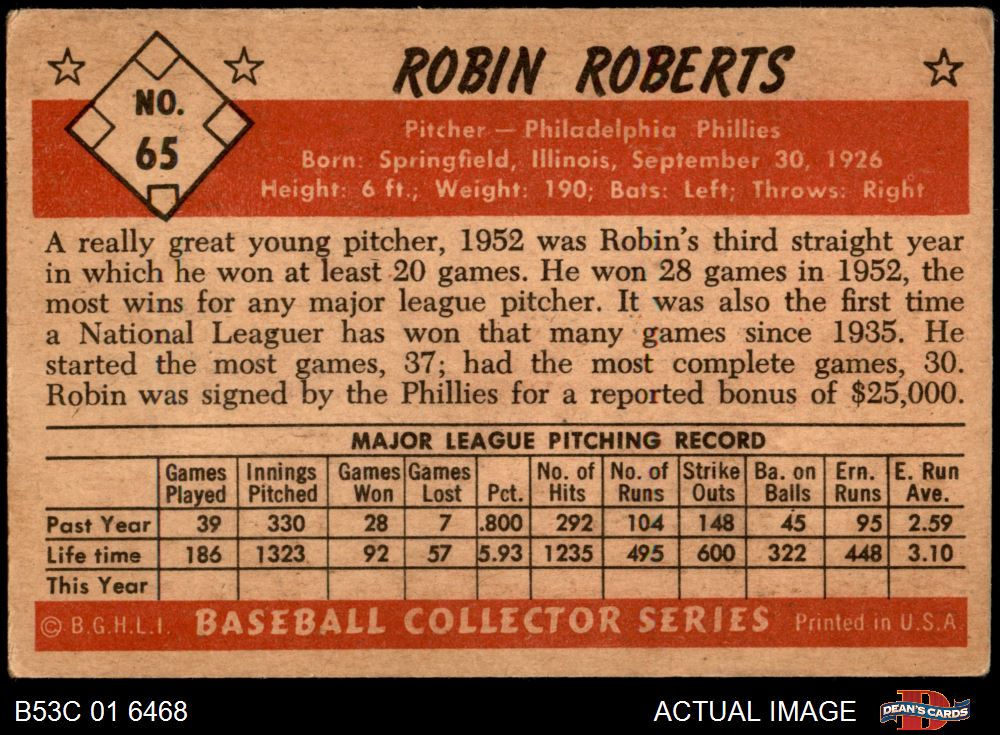 NO.
65
ROBIN ROBERTS
Pitcher — Philadelphia Phillies
Born: Springfield, Illinois, September 30, 1926
Height: 6 ft.; Weight: 190; Bats: Left; Throws: Right
A really great young pitcher, 1952 was Robin's third straight year
in which he won at least 20 games. He won 28 games in 1952, the
most wins for any major league pitcher. It was also the first time
a National Leaguer has won that many games since 1935. He
started the most games, 37; had the most complete games, 30.
Robin was signed by the Phillies for a reported bonus of $25,000.
MAJOR LEAGUE PITCHING RECORD
Games Innings Games Games No. of No. of Strike Ba. on Ern. E. Run
Played Pitched Won Lost Pct. Hits Runs Outs Balls Runs Ave.
Past Year 39 330 28 7 .800 292 104 148 45 95 2.59
Life time 186 1323 92 57 5.93 1235 495 600 322 448 3.10
This Year
© B.G.H.L.I. BASEBALL COLLECTOR SERIES Printed in U.S.A.
B53C 01 6468 ACTUAL IMAGE D DEAN'S CARDS